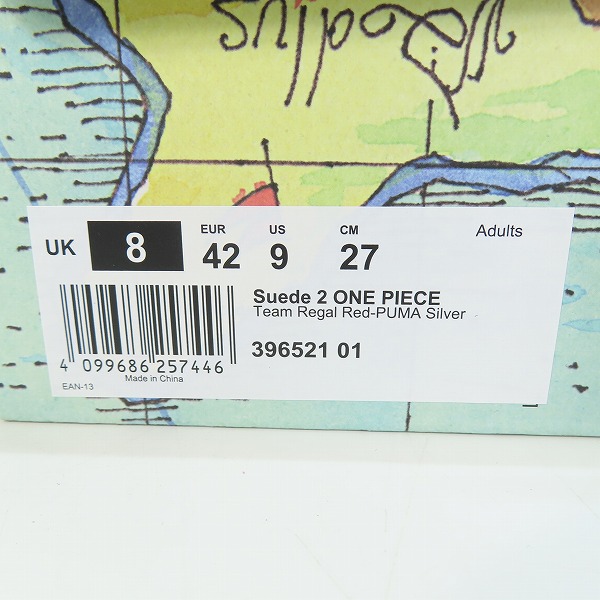 UK 8 EUR 42 US 9 CM 27 Adults
Suede 2 ONE PIECE
Team Regal Red-PUMA Silver
396521 01
4 099686 257446
Made in China
EAN-13